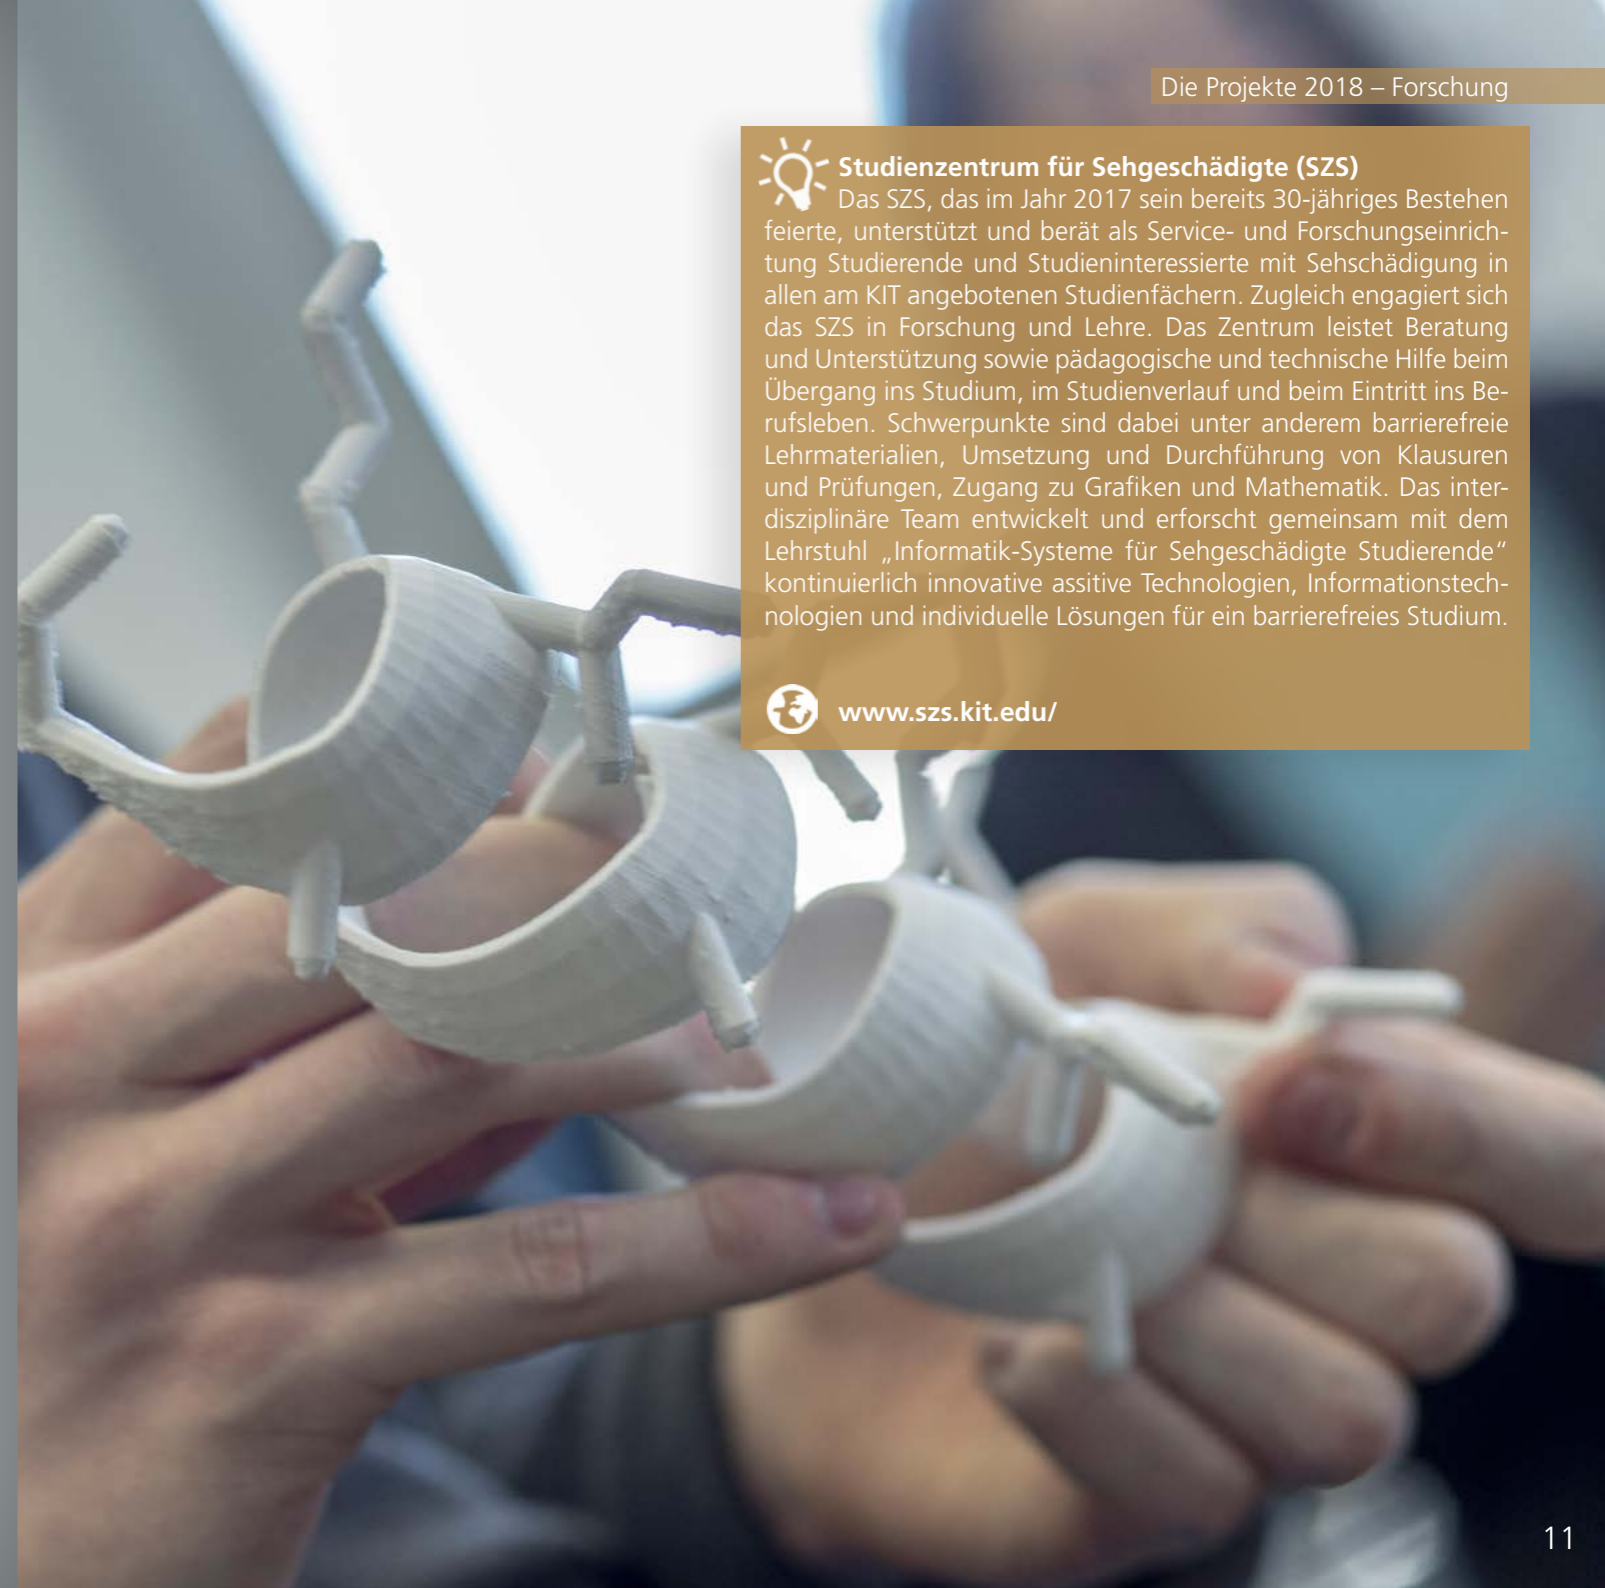 Die Projekte 2018 – Forschung
Studienzentrum für Sehgeschädigte (SZS)
Das SZS, das im Jahr 2017 sein bereits 30-jähriges Bestehen
feierte, unterstützt und berät als Service- und Forschungseinrich-
tung Studierende und Studieninteressierte mit Sehschädigung in
allen am KIT angebotenen Studienfächern. Zugleich engagiert sich
das SZS in Forschung und Lehre. Das Zentrum leistet Beratung
und Unterstützung sowie pädagogische und technische Hilfe beim
Übergang ins Studium, im Studienverlauf und beim Eintritt ins Be-
rufsleben. Schwerpunkte sind dabei unter anderem barrierefreie
Lehrmaterialien, Umsetzung und Durchführung von Klausuren
und Prüfungen, Zugang zu Grafiken und Mathematik. Das inter-
disziplinäre Team entwickelt und erforscht gemeinsam mit dem
Lehrstuhl „Informatik-Systeme für Sehgeschädigte Studierende“
kontinuierlich innovative assitive Technologien, Informationstech-
nologien und individuelle Lösungen für ein barrierefreies Studium.
www.szs.kit.edu/
11